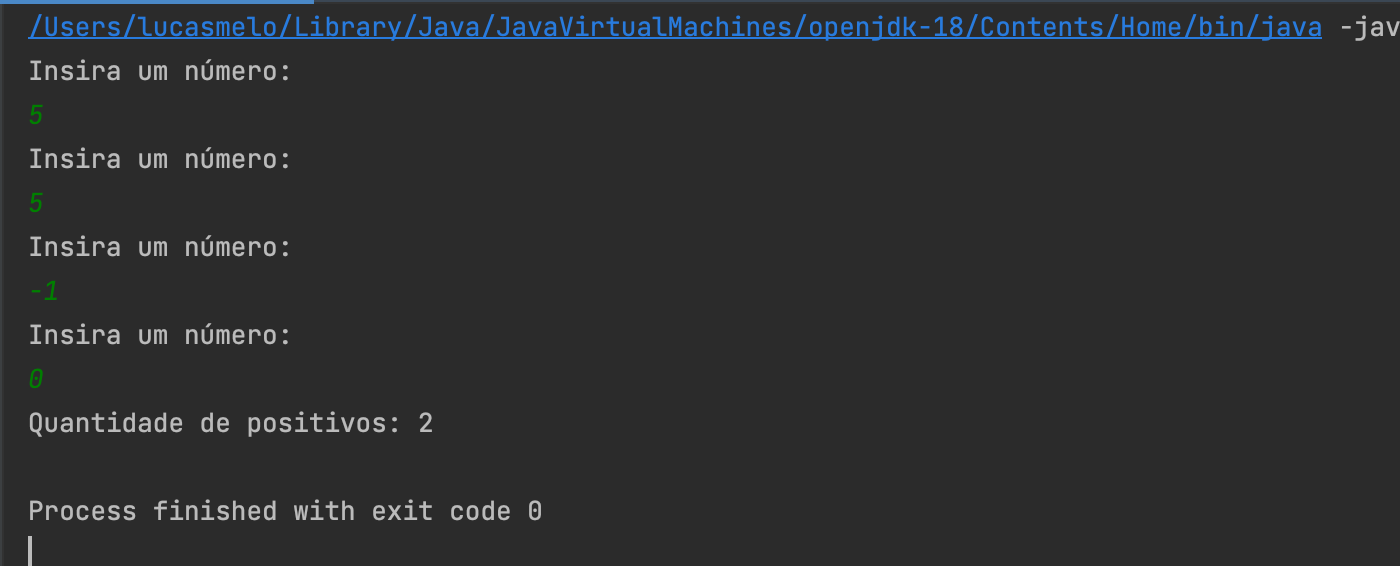 /Users/lucasmelo/Library/Java/JavaVirtualMachines/openjdk-18/Contents/Home/bin/java -jav
Insira um número:
5
Insira um número:
5
Insira um número:
-1
Insira um número:
0
Quantidade de positivos: 2
Process finished with exit code 0